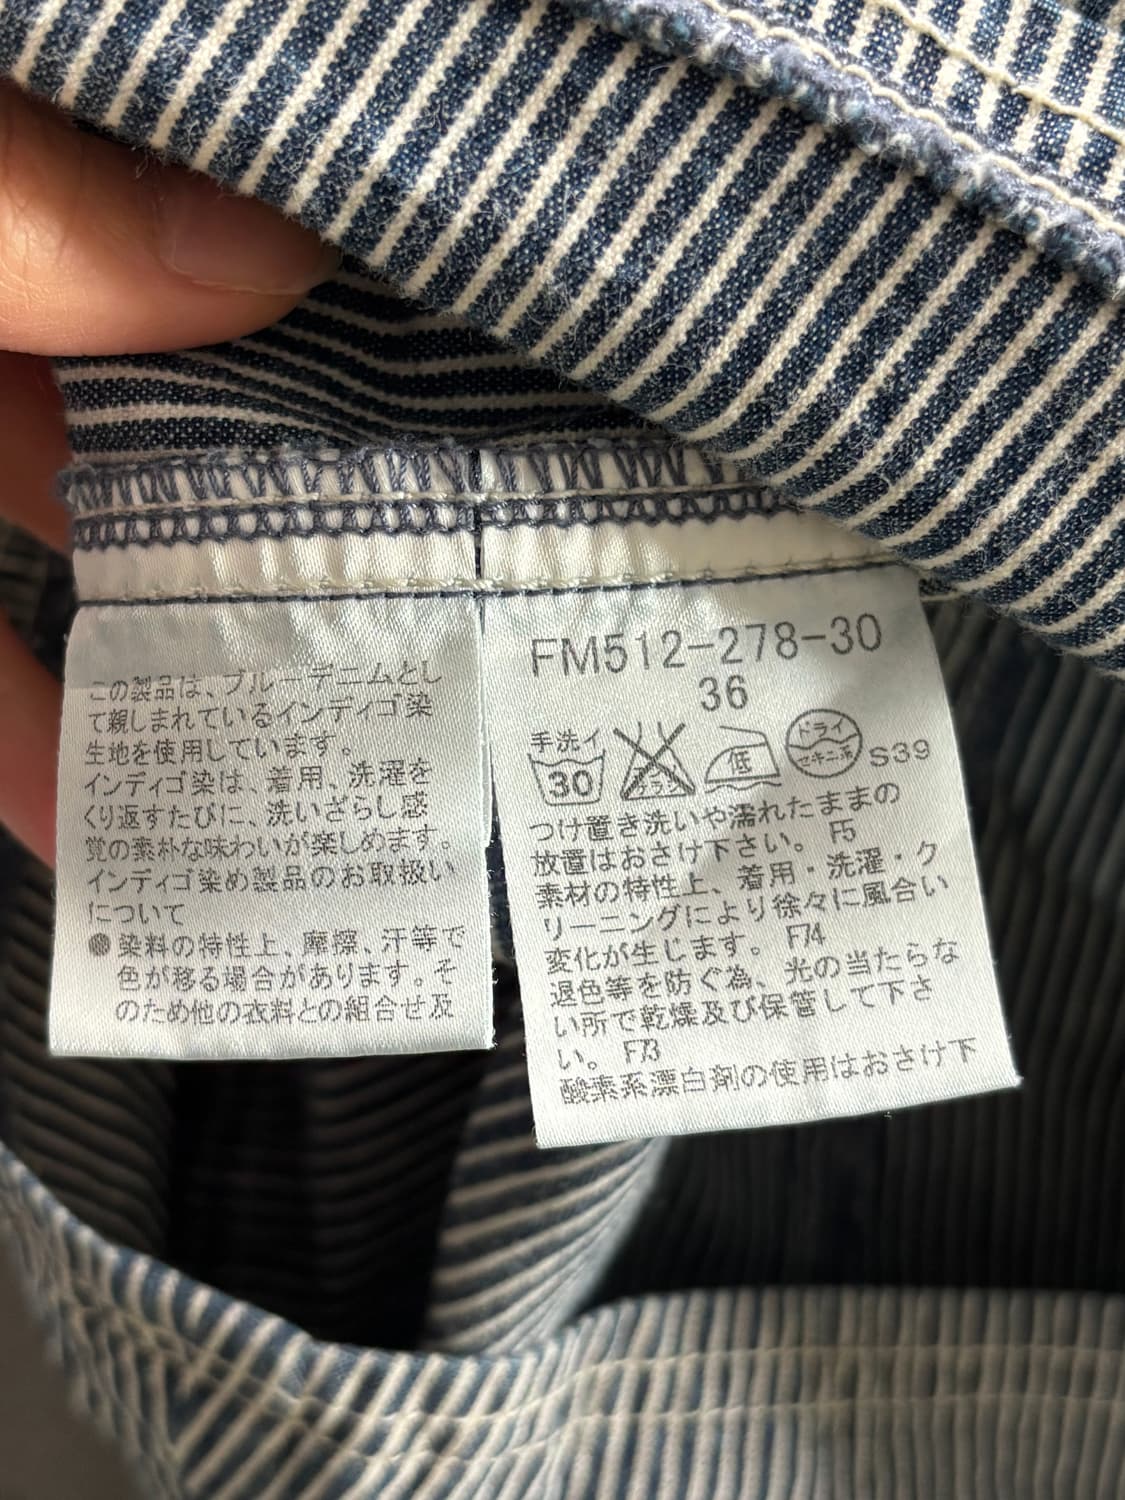 この製品は、ブルーデニムとし
て親しまれているインディゴ染
生地を使用しています。
インディゴ染は、着用、洗濯を
くり返すたびに、洗いざらし感
覚の素朴な味わいが楽しめます。
インディゴ染め製品のお取扱い
について
●染料の特性上、摩擦、汗等で
色が移る場合があります。そ
のため他の衣料との組合せ及
FM512-278-30
36
手洗イ
30
エンソサラシ
低
ドライ
セキユ系
S39
つけ置き洗いや濡れたままの
放置はおさけ下さい。 F5
素材の特性上、着用・洗濯・ク
リーニングにより徐々に風合い
変化が生じます。 F74
退色等を防ぐ為、光の当たらな
い所で乾燥及び保管して下さ
い。 F73
酸素系漂白剤の使用はおさけ下